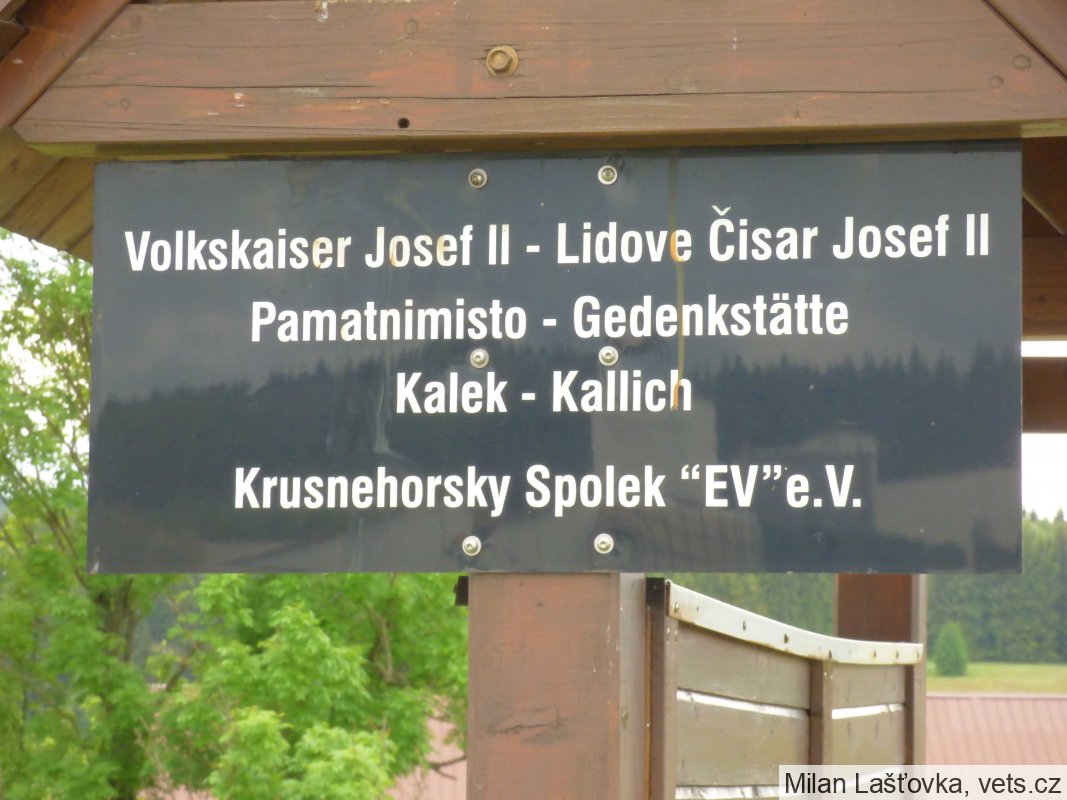 Volkskaiser Josef II - Lidove Čisar Josef II
Pamatnimisto - Gedenkstätte
Kalek - Kallich
Krusnehorsky Spolek “EV” e.V.
Milan Lašťovka, vets.cz